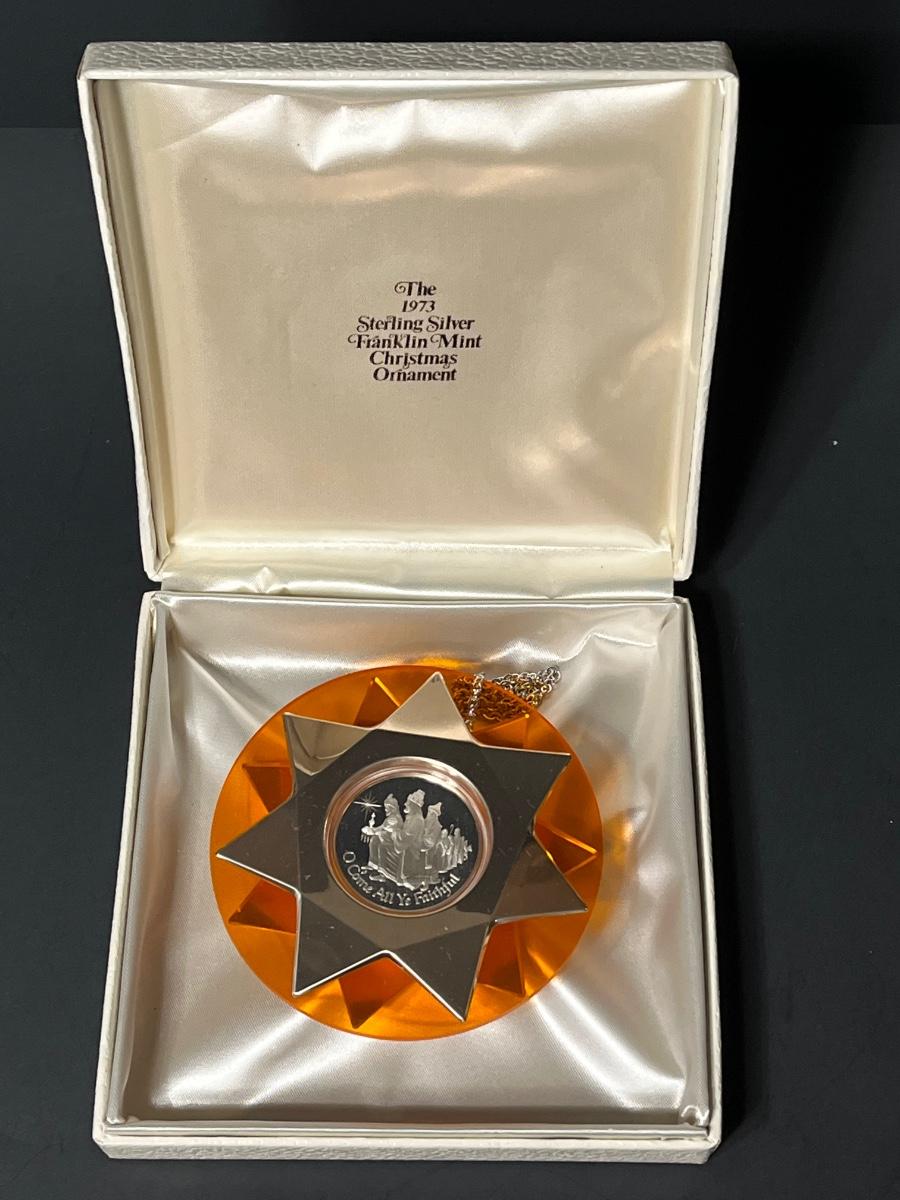 The
1973
Sterling Silver
Franklin Mint
Christmas
Ornament
O Come All Ye Faithful